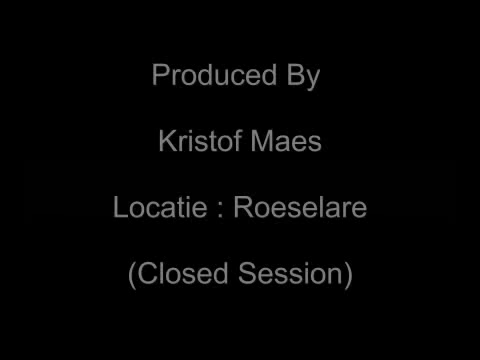 Produced By
Kristof Maes
Locatie : Roeselare
(Closed Session)